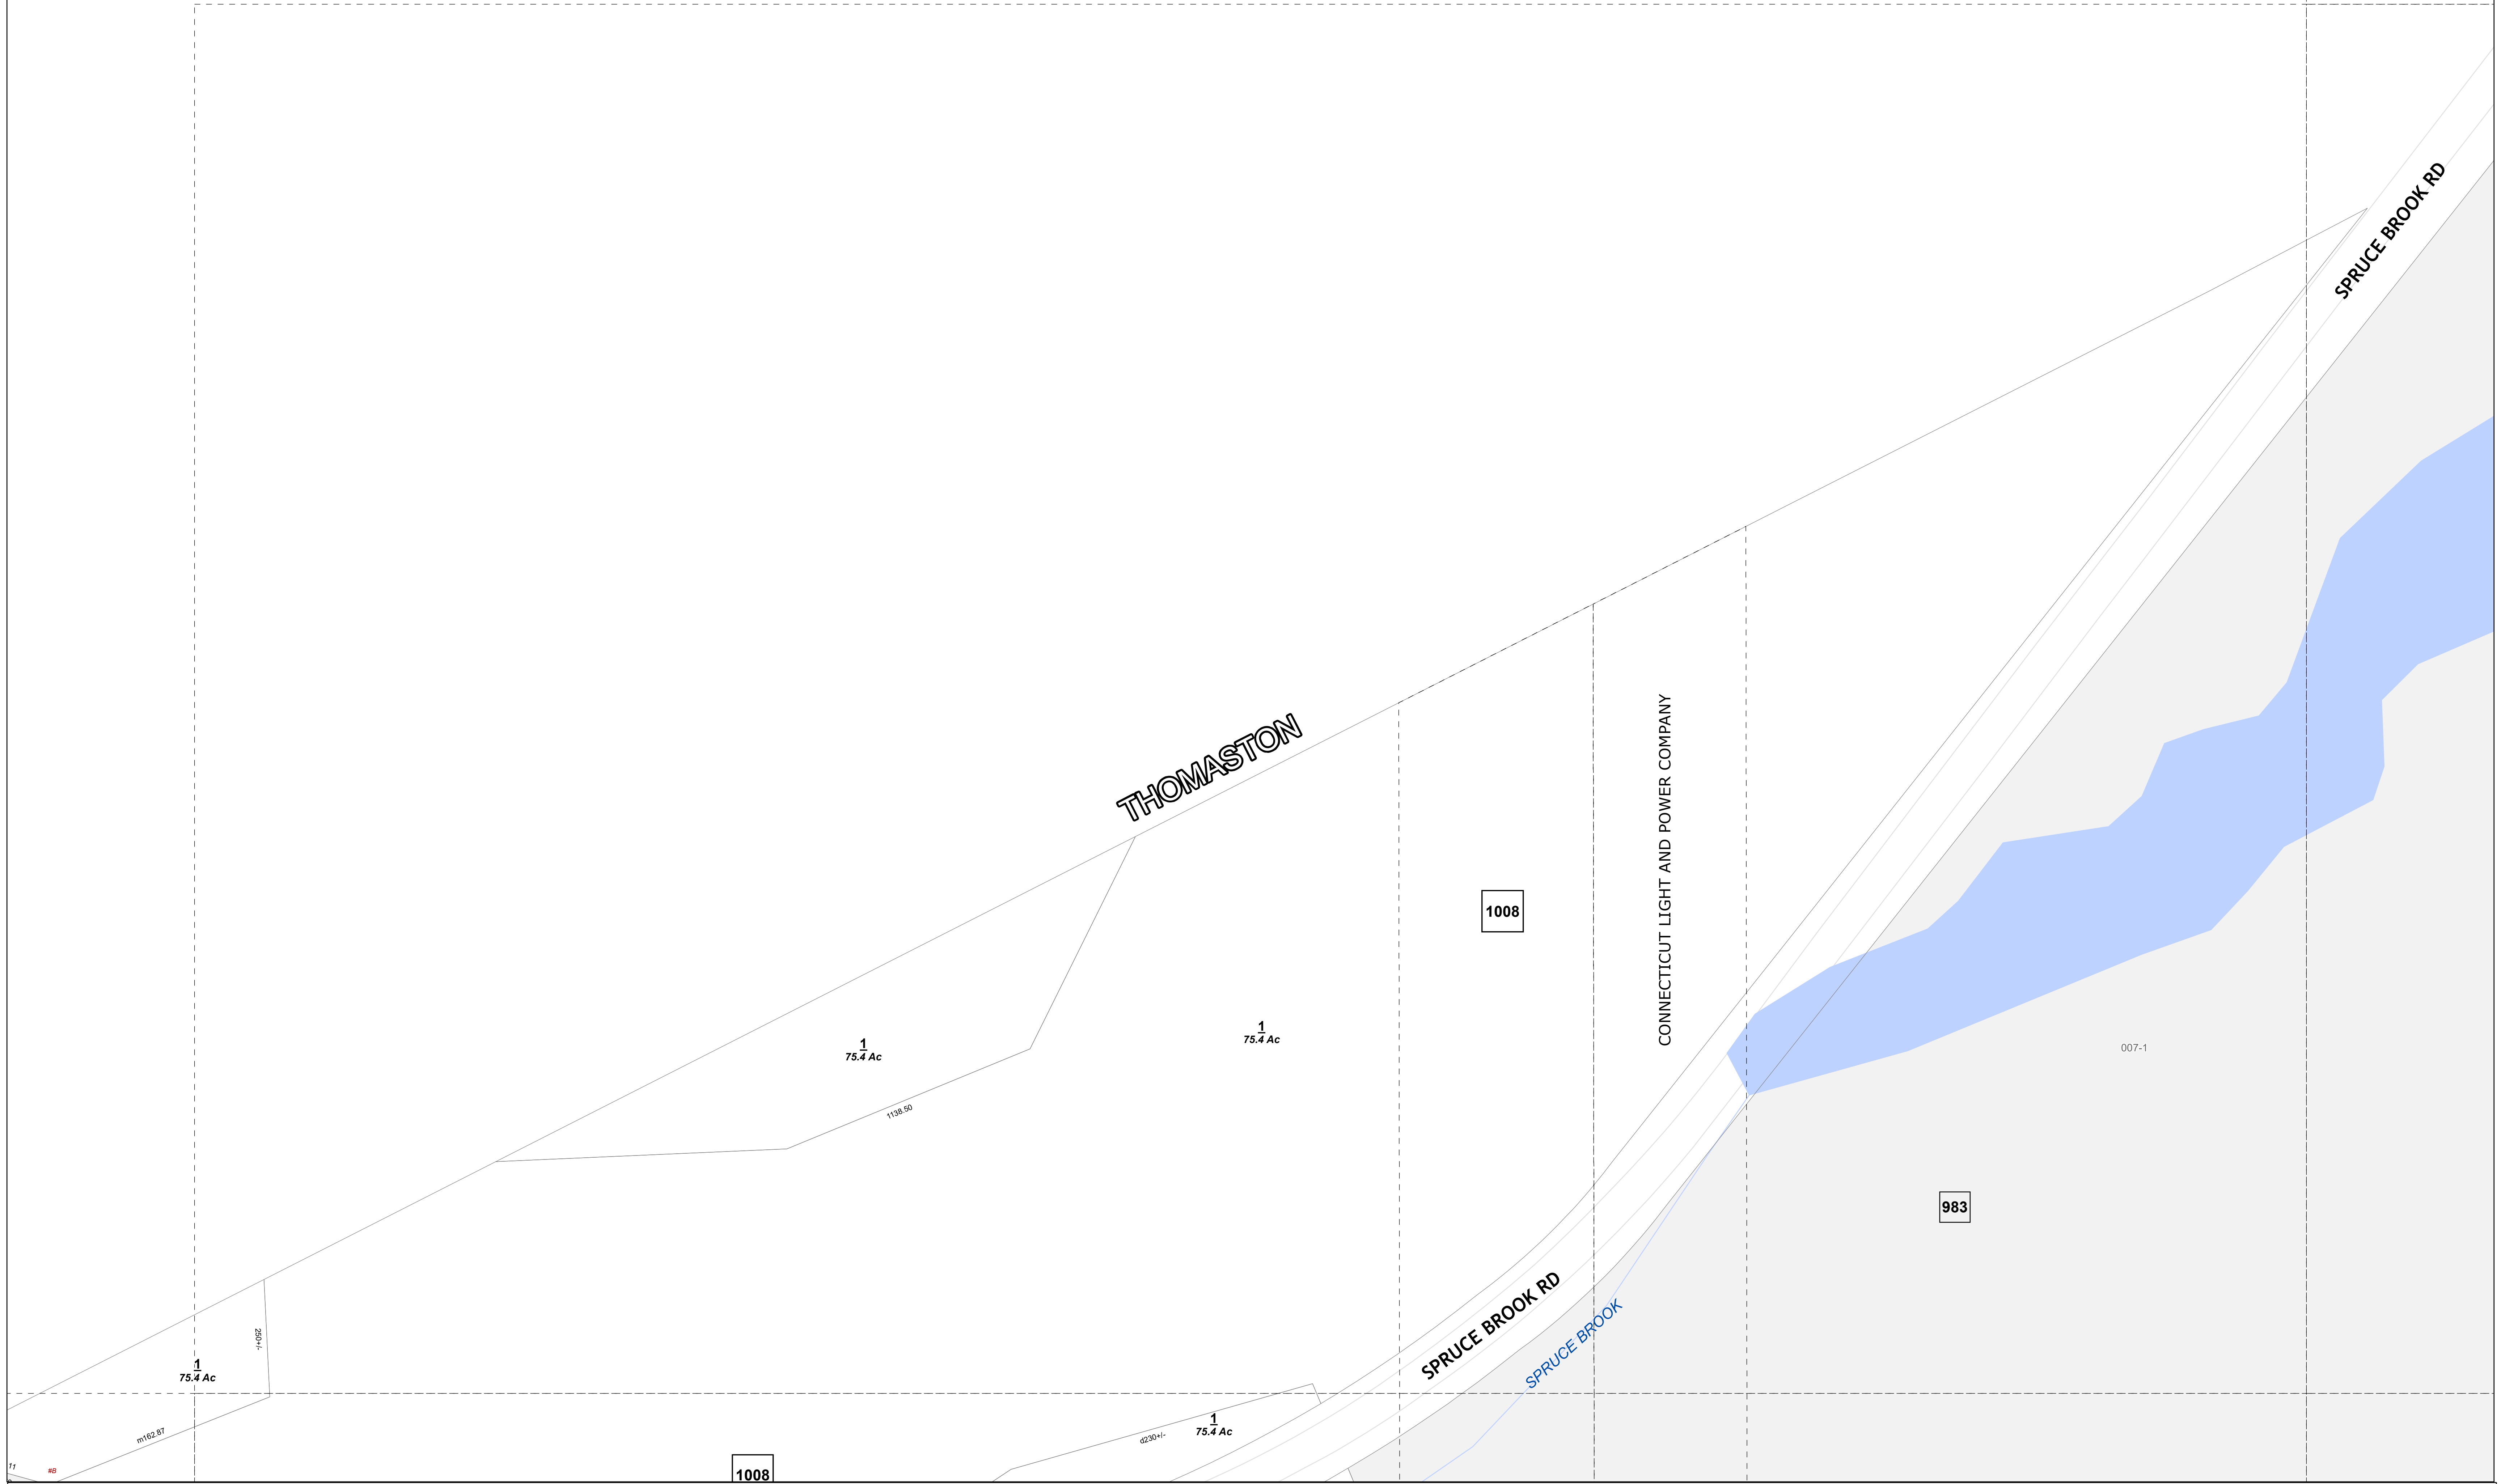 SPRUCE BROOK RD
THOMASTON
CONNECTICUT LIGHT AND POWER COMPANY
1008
1
75.4 Ac
1
75.4 Ac
007-1
1138.50
983
SPRUCE BROOK RD
SPRUCE BROOK
250+/-
1
75.4 Ac
1
75.4 Ac
m162.87
d230+/-
11
#B
1008